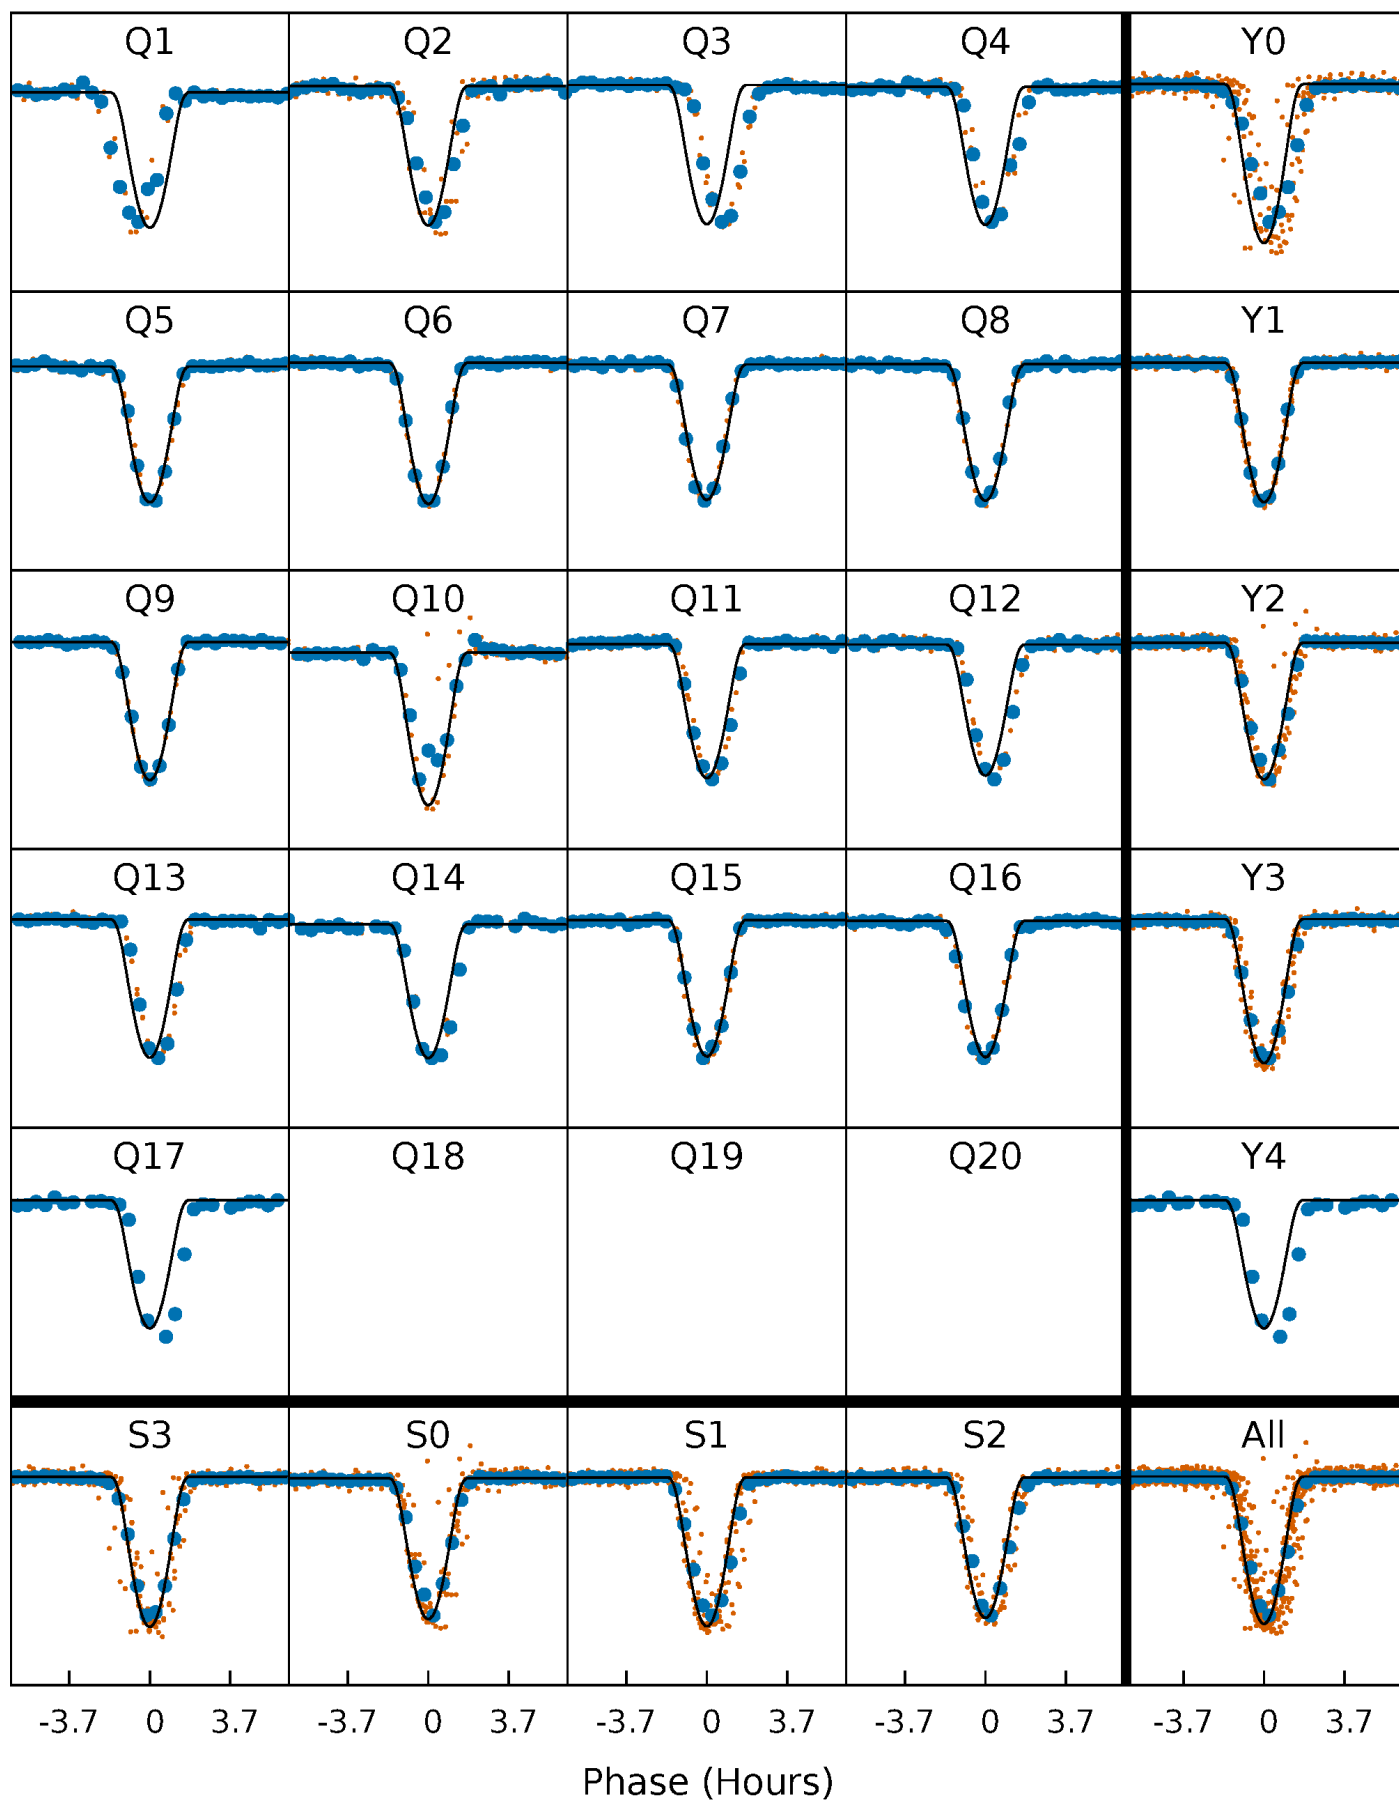 Q1 Q2 Q3 Q4 Y0
Q5 Q6 Q7 Q8 Y1
Q9 Q10 Q11 Q12 Y2
Q13 Q14 Q15 Q16 Y3
Q17 Q18 Q19 Q20 Y4
S3 S0 S1 S2 All
-3.7 0 3.7 -3.7 0 3.7 -3.7 0 3.7 -3.7 0 3.7 -3.7 0 3.7
Phase (Hours)